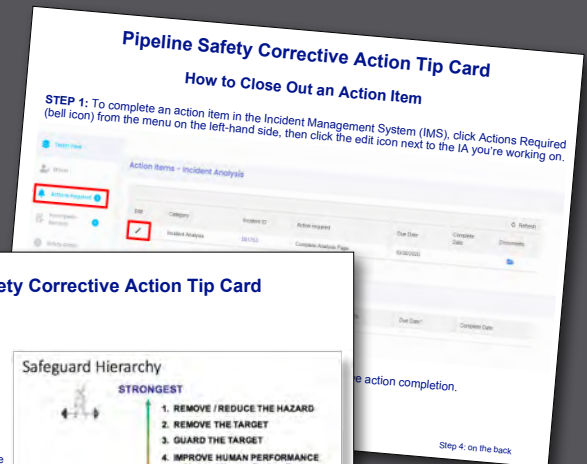 Pipeline Safety Corrective Action Tip Card
How to Close Out an Action Item
STEP 1: To complete an action item in the Incident Management System (IMS), click Actions Required
(bell icon) from the menu on the left-hand side, then click the edit icon next to the IA you're working on.
Action Items - Incident Analysis
Actions Required
Refresh
Edit Category Incident ID Action required Due Date Complete Date Documents
Incident Analysis Complete Analysis Page
Due Date* Complete Date
e action completion.
Step 4: on the back
ety Corrective Action Tip Card
Safeguard Hierarchy
STRONGEST
1. REMOVE / REDUCE THE HAZARD
2. REMOVE THE TARGET
3. GUARD THE TARGET
4. IMPROVE HUMAN PERFORMANCE
e